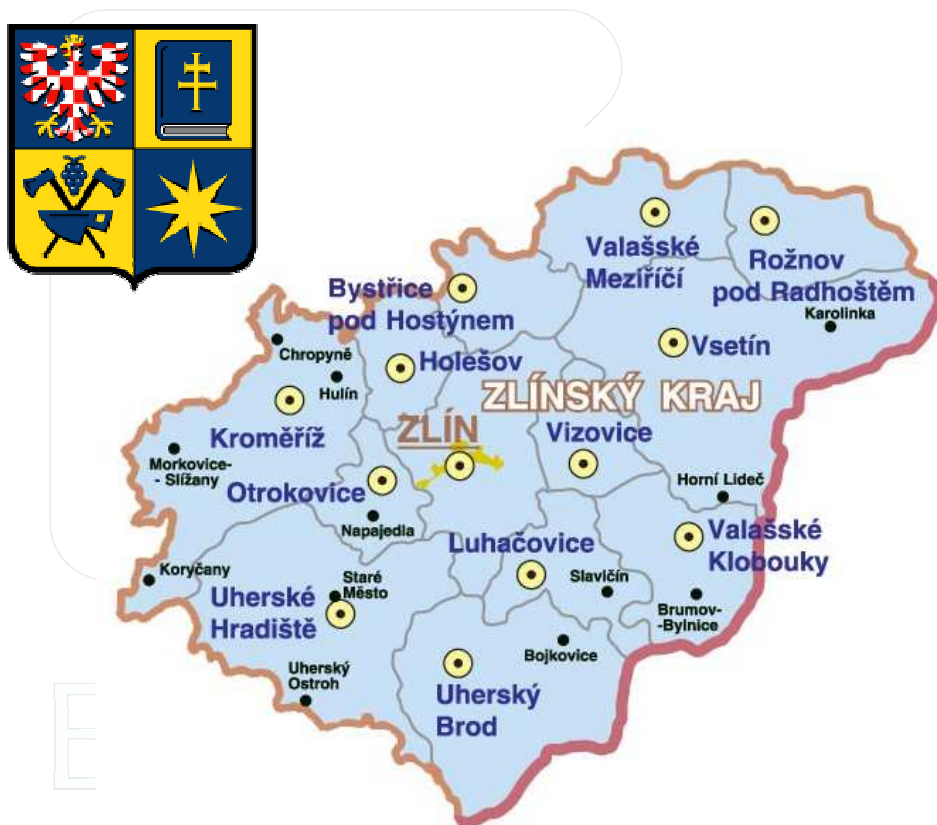 Valašské
Meziříčí
Rožnov
pod Radhoštěm
Karolinka
Bystřice
pod Hostýnem
Vsetín
Chropyně
Holešov
Hulín
ZLÍNSKÝ KRAJ
Kroměříž
ZLÍN
Vizovice
Morkovice-
- Slížany
Otrokovice
Horní Lideč
Napajedla
Valašské
Klobouky
Luhačovice
Koryčany
Staré
Město
Slavičín
Uherské
Hradiště
Brumov-
-Bylnice
Bojkovice
Uherský
Ostroh
Uherský
Brod
E